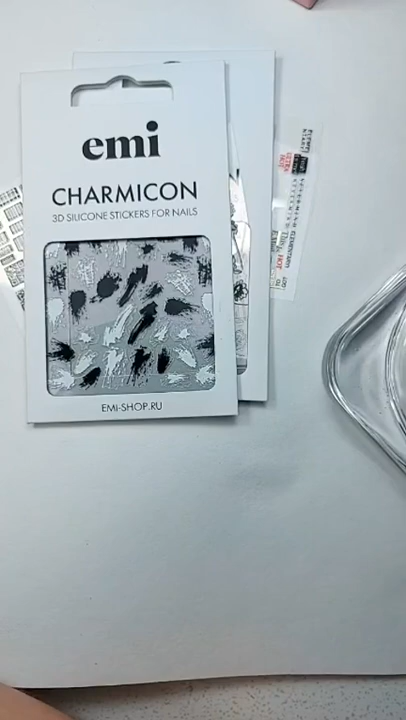 emi
CHARMICON
3D SILICONE STICKERS FOR NAILS
EMI-SHOP.RU